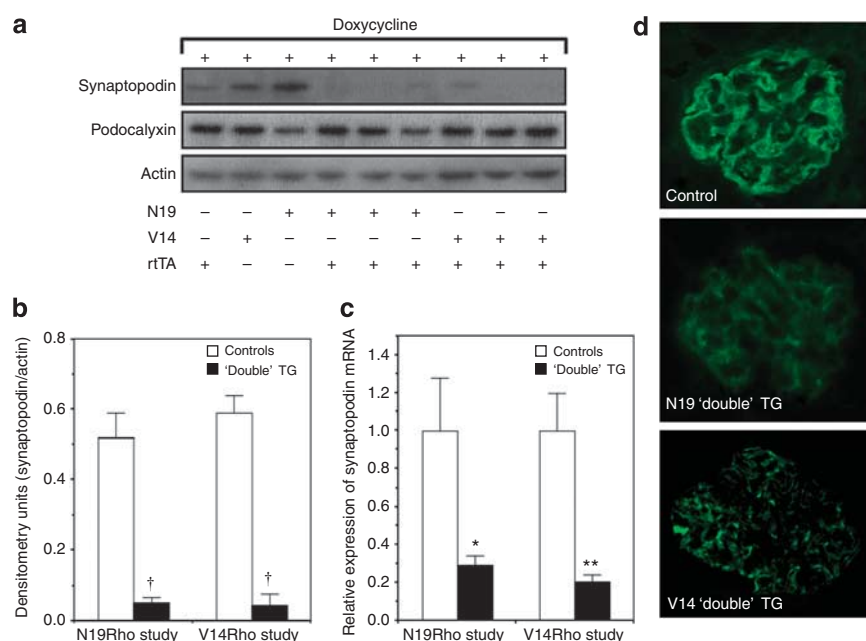 a
Doxycycline
+ + + + + + + + +
Synaptopodin
Podocalyxin
Actin
N19 – – + + + + – – –
V14 – + – – – – + + +
rtTA + – – + + + + + +
b
Densitometry units (synaptopodin/actin)
0.8
0.6
0.4
0.2
0.0
Controls
'Double' TG
†
†
N19Rho study
V14Rho study
c
Relative expression of synaptopodin mRNA
1.4
1.2
1.0
0.8
0.6
0.4
0.2
0.0
Controls
'Double' TG
*
**
N19Rho study
V14Rho study
d
Control
N19 'double' TG
V14 'double' TG